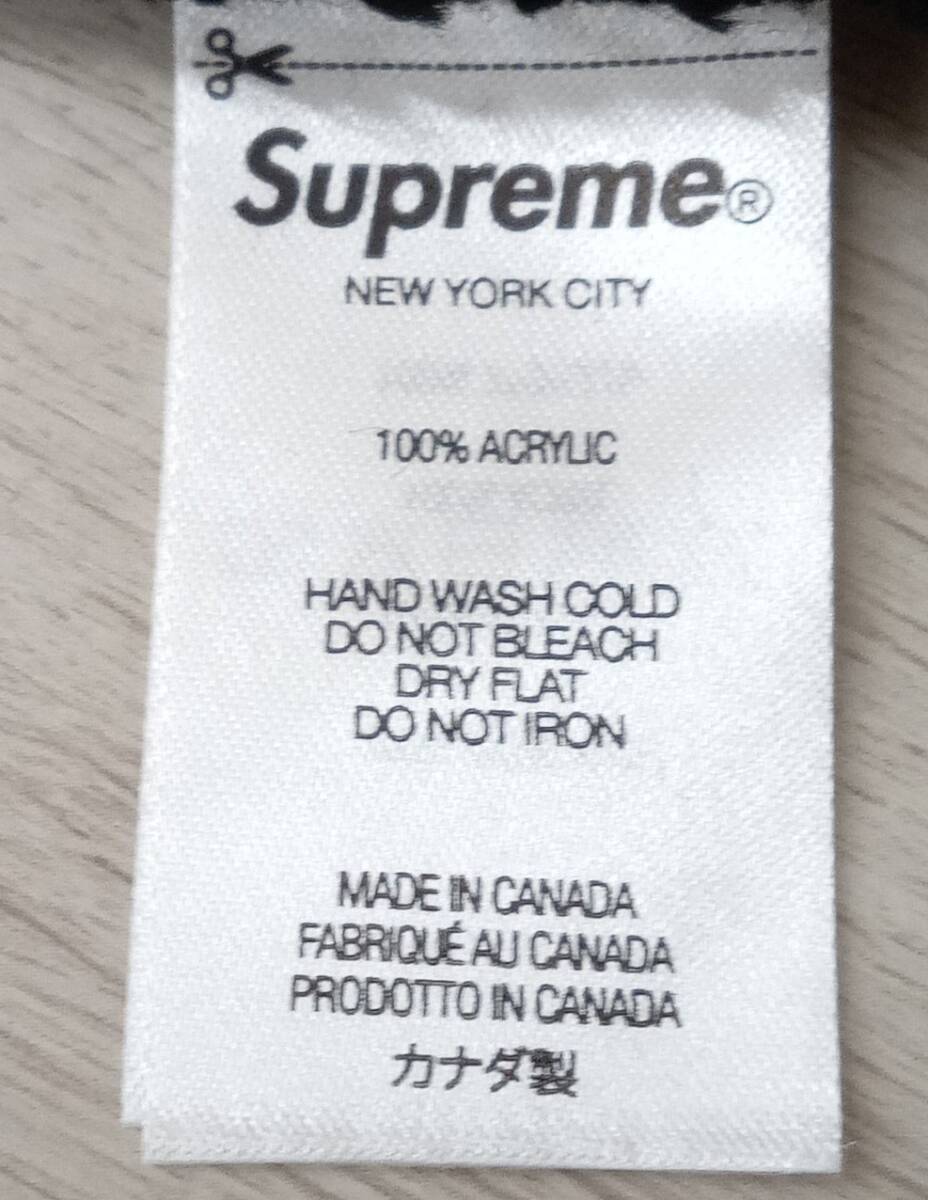 Supreme®
NEW YORK CITY
100% ACRYLIC
HAND WASH COLD
DO NOT BLEACH
DRY FLAT
DO NOT IRON
MADE IN CANADA
FABRIQUÉ AU CANADA
PRODOTTO IN CANADA
カナダ製